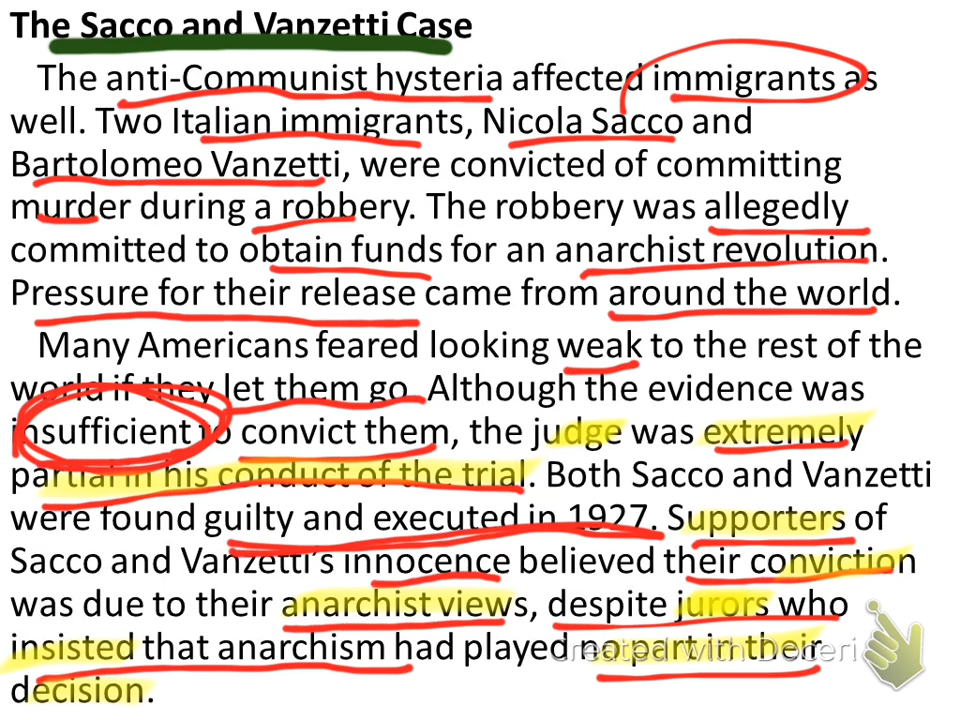 The Sacco and Vanzetti Case
The anti-Communist hysteria affected immigrants as
well. Two Italian immigrants, Nicola Sacco and
Bartolomeo Vanzetti, were convicted of committing
murder during a robbery. The robbery was allegedly
committed to obtain funds for an anarchist revolution.
Pressure for their release came from around the world.
Many Americans feared looking weak to the rest of the
world if they let them go. Although the evidence was
insufficient to convict them, the judge was extremely
partial in his conduct of the trial. Both Sacco and Vanzetti
were found guilty and executed in 1927. Supporters of
Sacco and Vanzetti's innocence believed their conviction
was due to their anarchist views, despite jurors who
insisted that anarchism had played no part in their
decision.
created with Doceri